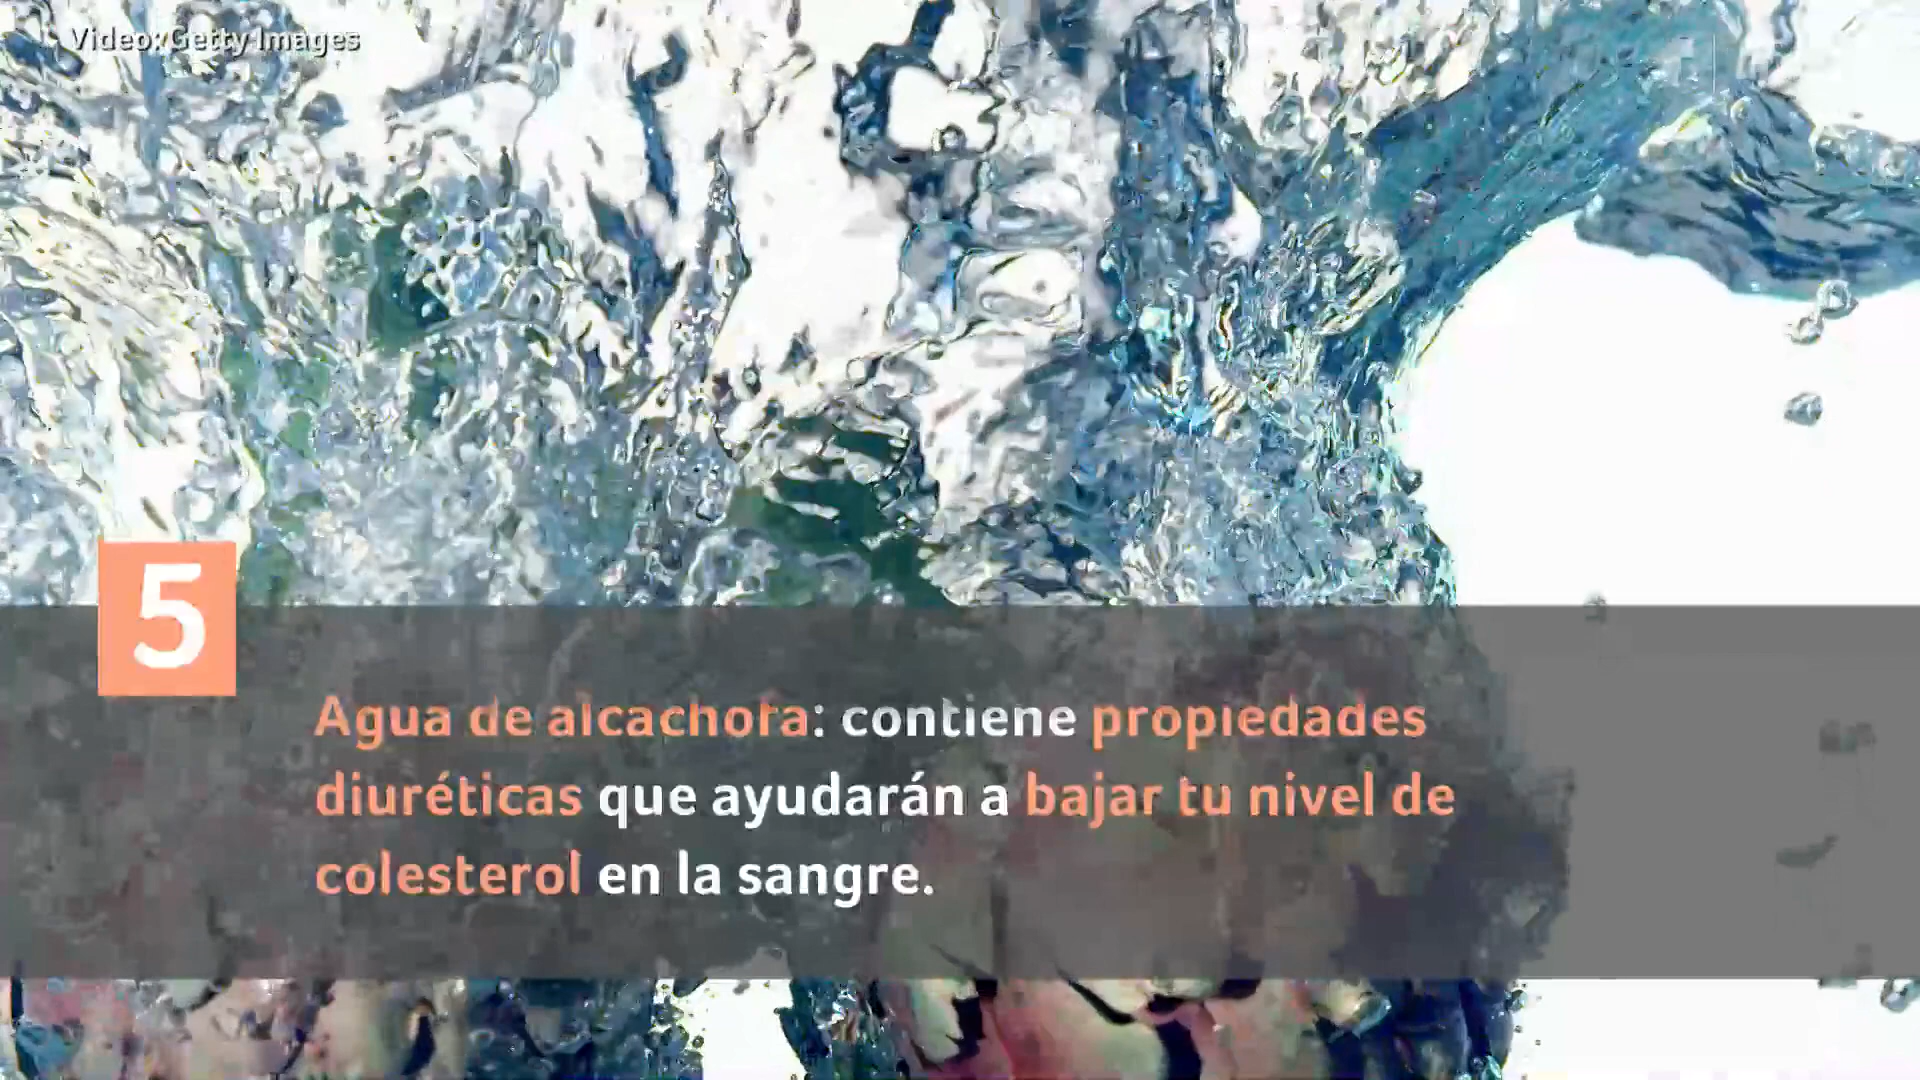 Video: Getty Images
5
Agua de alcachofa: contiene propiedades
diuréticas que ayudarán a bajar tu nivel de
colesterol en la sangre.